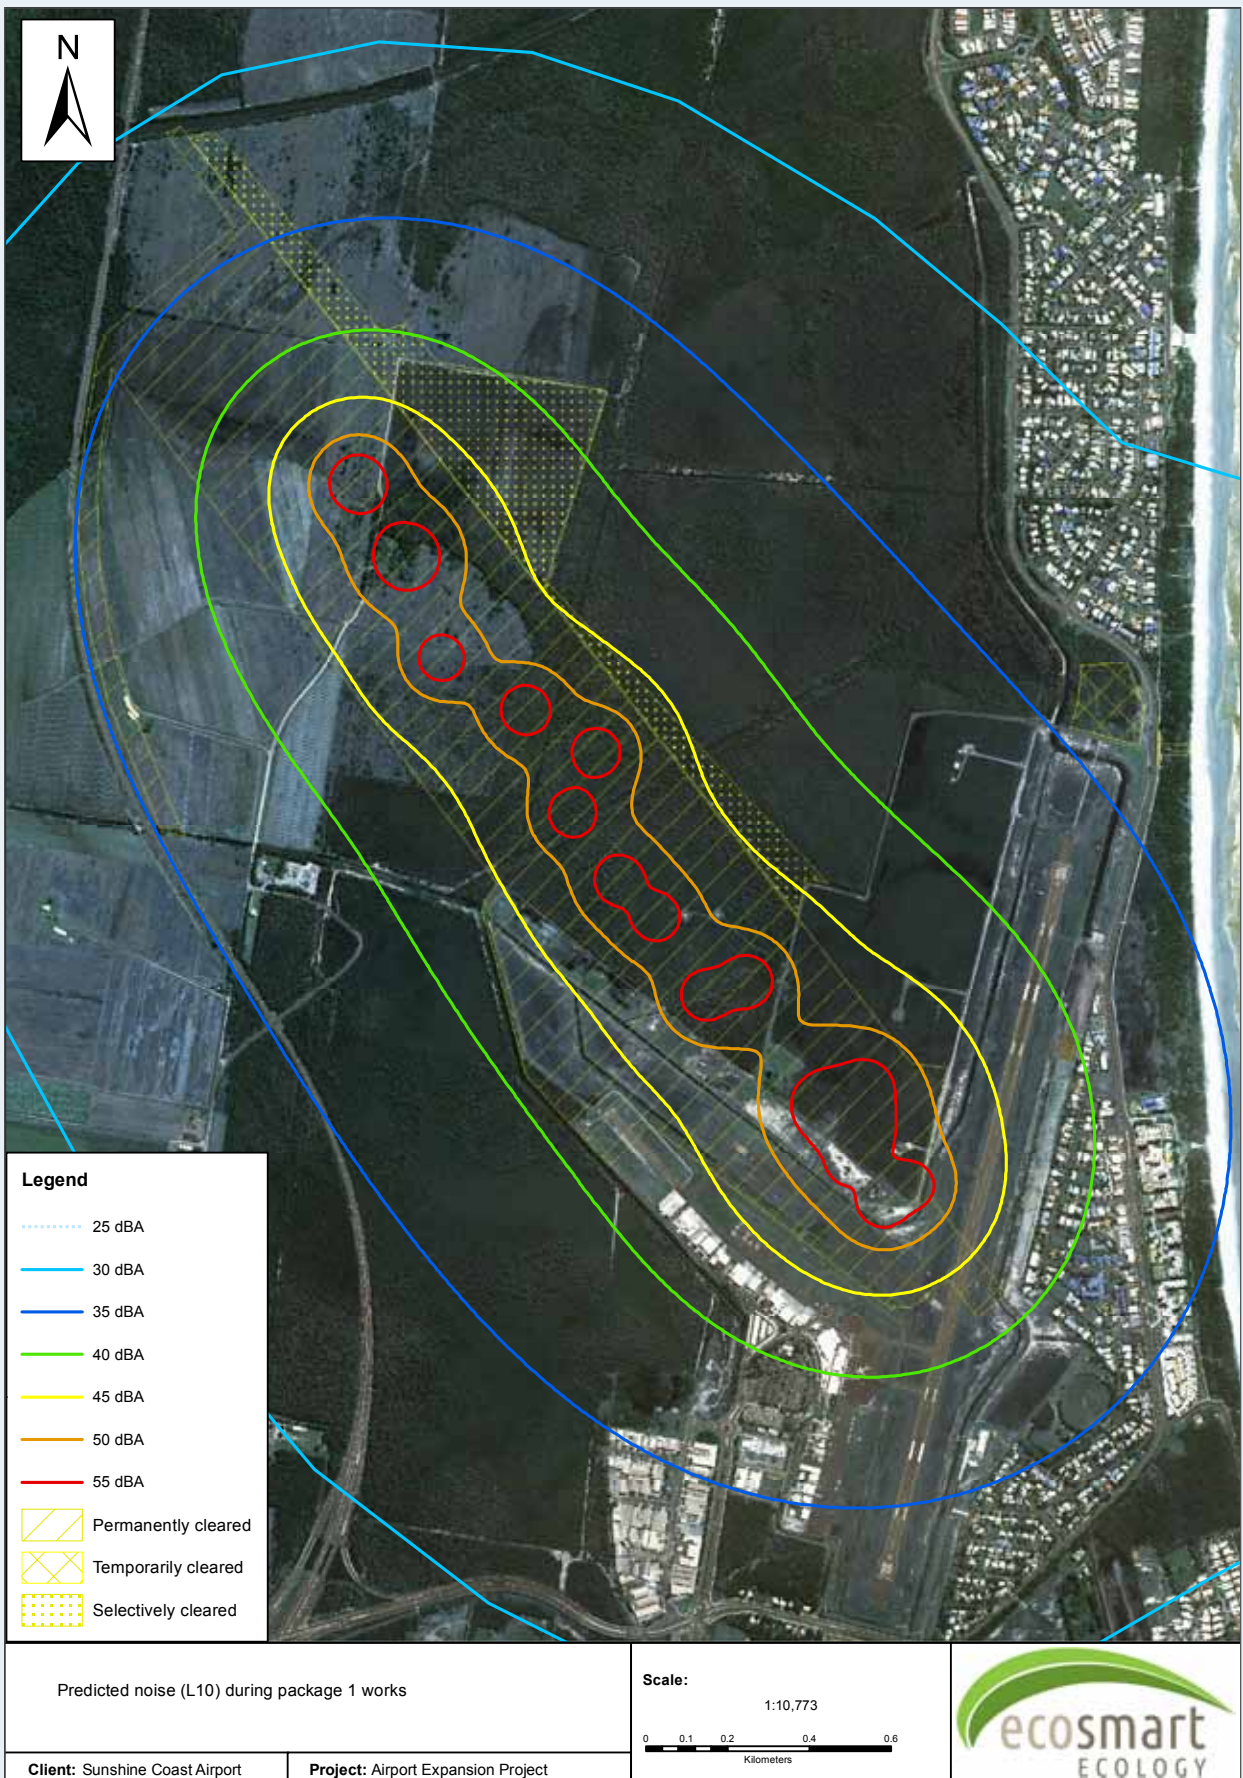 N
Legend
25 dBA
30 dBA
35 dBA
40 dBA
45 dBA
50 dBA
55 dBA
Permanently cleared
Temporarily cleared
Selectively cleared
Predicted noise (L10) during package 1 works
Scale:
1:10,773
0 0.1 0.2 0.4 0.6
Kilometers
Client: Sunshine Coast Airport
Project: Airport Expansion Project
ecosmart
ECOLOGY